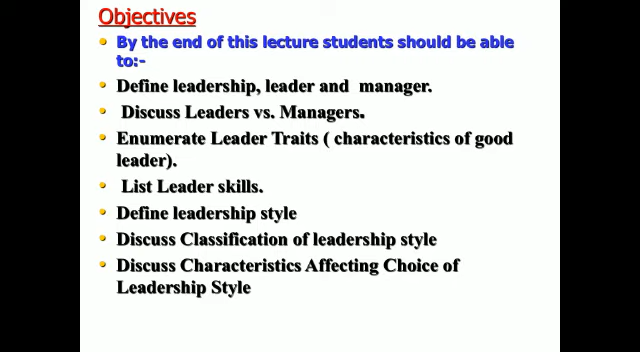 Objectives
• By the end of this lecture students should be able
to:-
• Define leadership, leader and manager.
• Discuss Leaders vs. Managers.
• Enumerate Leader Traits ( characteristics of good
leader).
• List Leader skills.
• Define leadership style
• Discuss Classification of leadership style
• Discuss Characteristics Affecting Choice of
Leadership Style